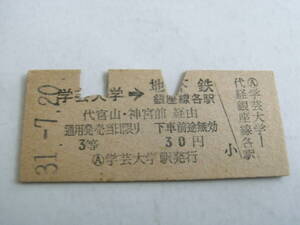 31.-7.20
学芸大学➜地下鉄
銀座線各駅
代官山・神宮前 経由
通用発売当日限り 下車前途無効
3等 30円
Ⓐ学芸大学駅発行
Ⓐ学芸大学—
代経銀座線各駅
小